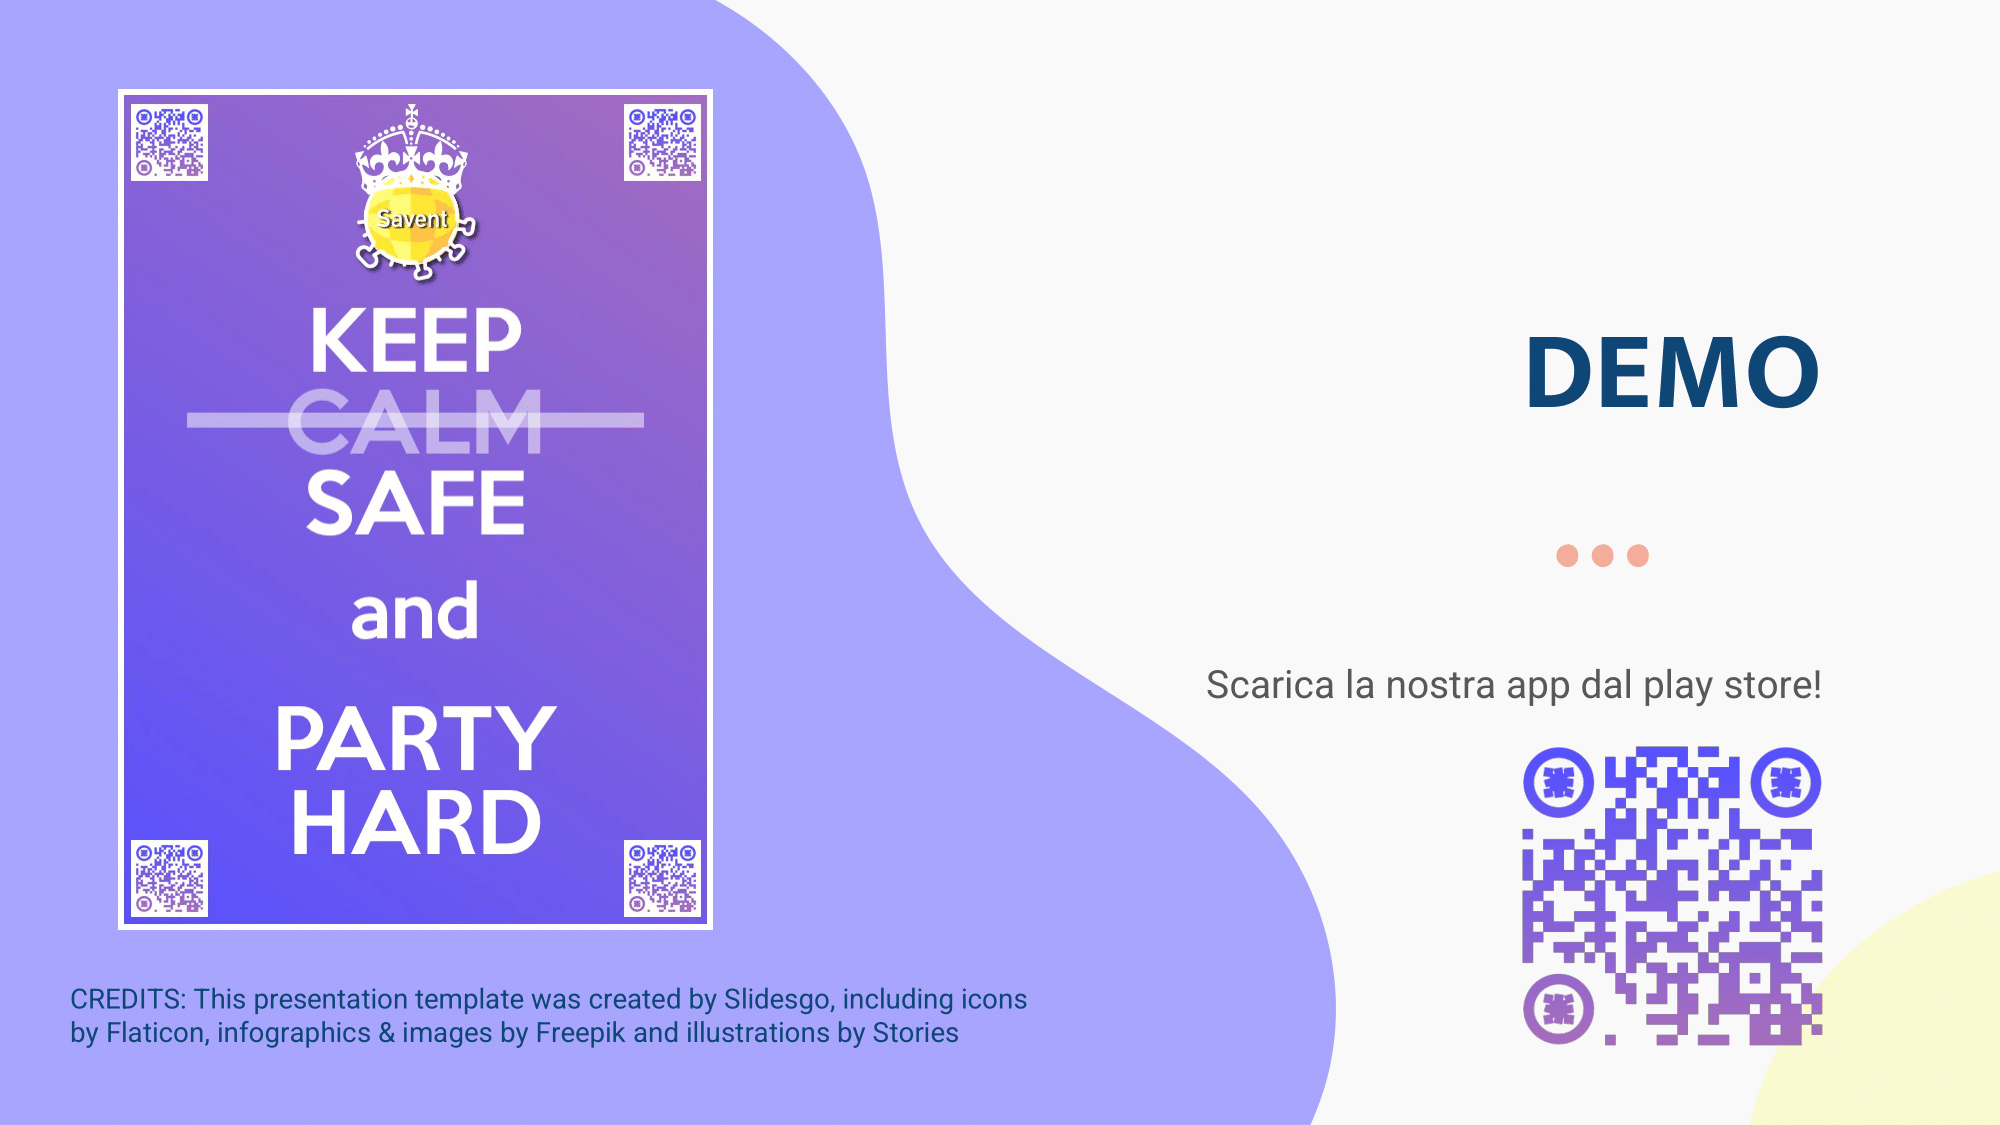 Savent
KEEP
CALM
SAFE
and
PARTY
HARD
DEMO
Scarica la nostra app dal play store!
CREDITS: This presentation template was created by Slidesgo, including icons
by Flaticon, infographics & images by Freepik and illustrations by Stories